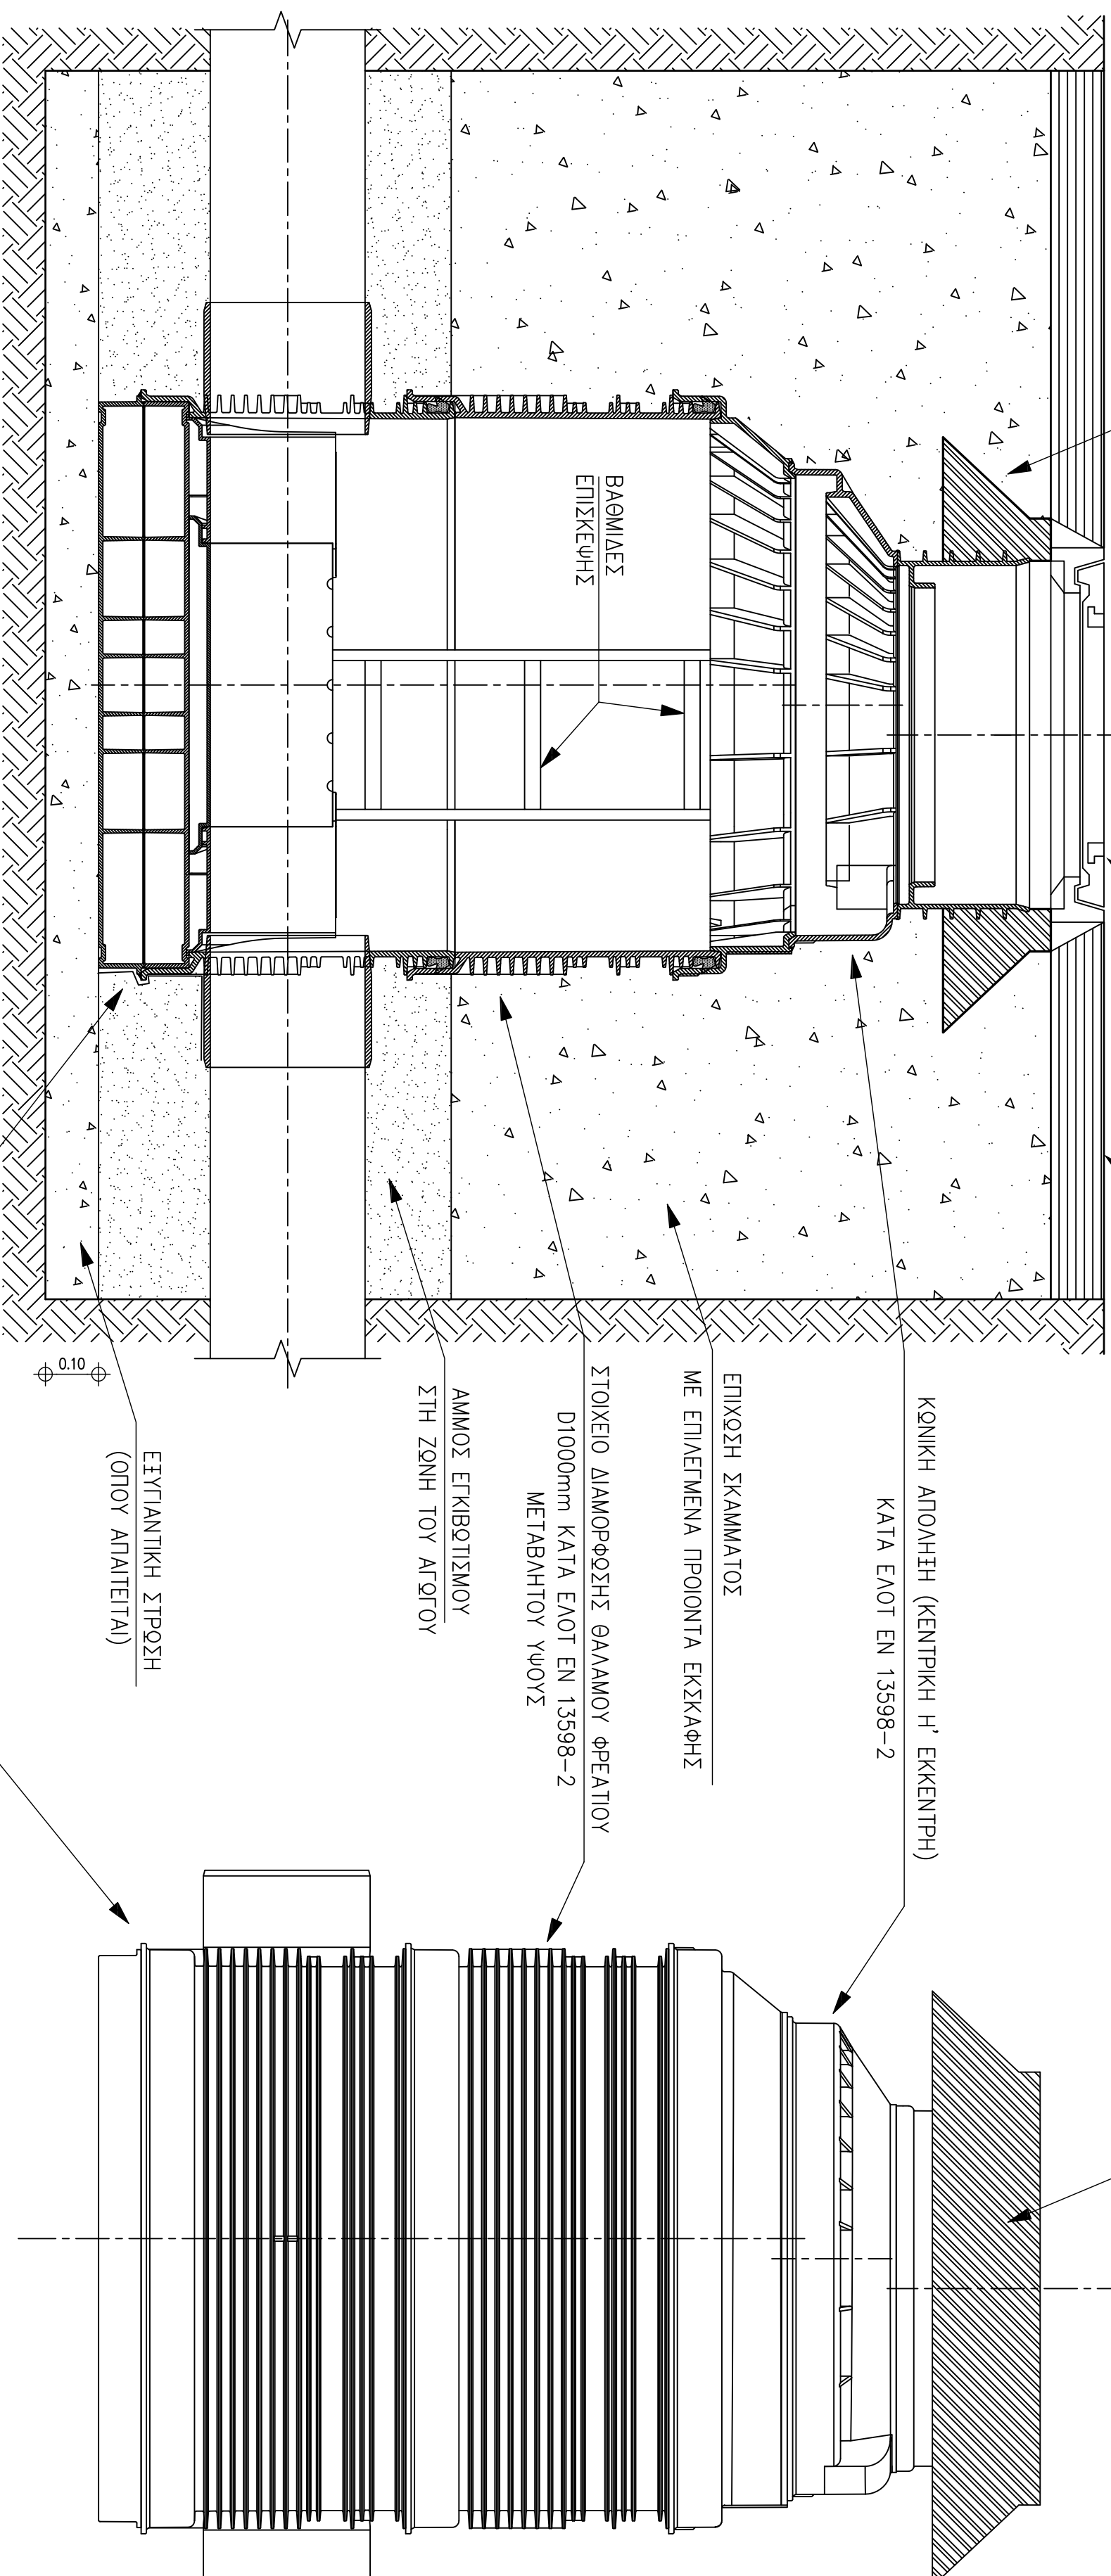 ΚΩΝΙΚΗ ΑΠΟΛΗΞΗ (ΚΕΝΤΡΙΚΗ Η' ΕΚΚΕΝΤΡΗ)
ΚΑΤΑ ΕΛΟΤ ΕΝ 13598-2
ΕΠΙΧΩΣΗ ΣΚΑΜΜΑΤΟΣ
ΜΕ ΕΠΙΛΕΓΜΕΝΑ ΠΡΟΙΟΝΤΑ ΕΚΣΚΑΦΗΣ
ΒΑΘΜΙΔΕΣ
ΕΠΙΣΚΕΨΗΣ
ΣΤΟΙΧΕΙΟ ΔΙΑΜΟΡΦΩΣΗΣ ΘΑΛΑΜΟΥ ΦΡΕΑΤΙΟΥ
D1000mm ΚΑΤΑ ΕΛΟΤ ΕΝ 13598-2
ΜΕΤΑΒΛΗΤΟΥ ΥΨΟΥΣ
ΑΜΜΟΣ ΕΓΚΙΒΩΤΙΣΜΟΥ
ΣΤΗ ΖΩΝΗ ΤΟΥ ΑΓΩΓΟΥ
ΕΞΥΓΙΑΝΤΙΚΗ ΣΤΡΩΣΗ
(ΟΠΟΥ ΑΠΑΙΤΕΙΤΑΙ)
0.10